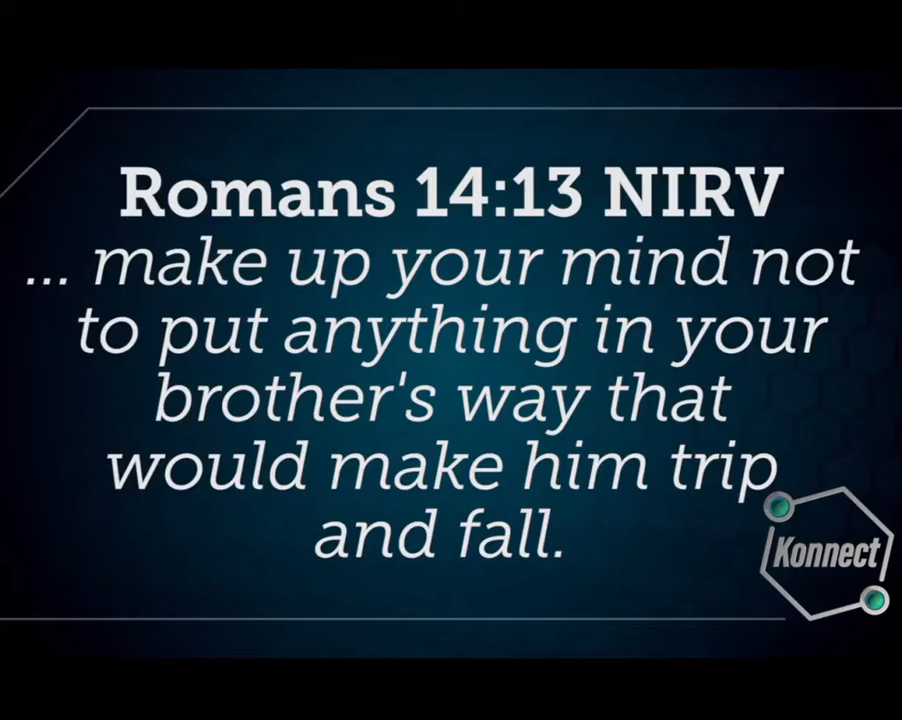 Romans 14:13 NIRV
... make up your mind not
to put anything in your
brother's way that
would make him trip
and fall.
Konnect